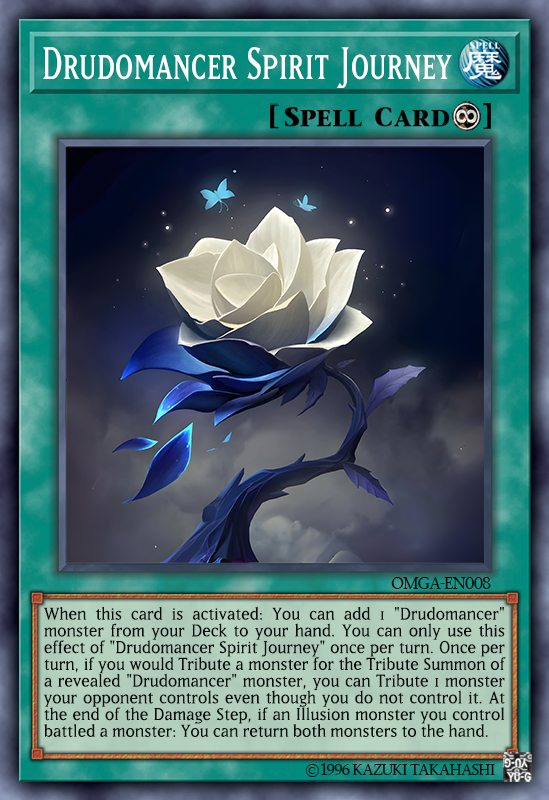 DRUDOMANCER SPIRIT JOURNEY
SPELL
魔
[SPELL CARD]
OMGA-EN008
When this card is activated: You can add 1 "Drudomancer"
monster from your Deck to your hand. You can only use this
effect of "Drudomancer Spirit Journey" once per turn. Once per
turn, if you would Tribute a monster for the Tribute Summon of
a revealed "Drudomancer" monster, you can Tribute 1 monster
your opponent controls even though you do not control it. At
the end of the Damage Step, if an Illusion monster you control
battled a monster: You can return both monsters to the hand.
©1996 KAZUKI TAKAHASHI